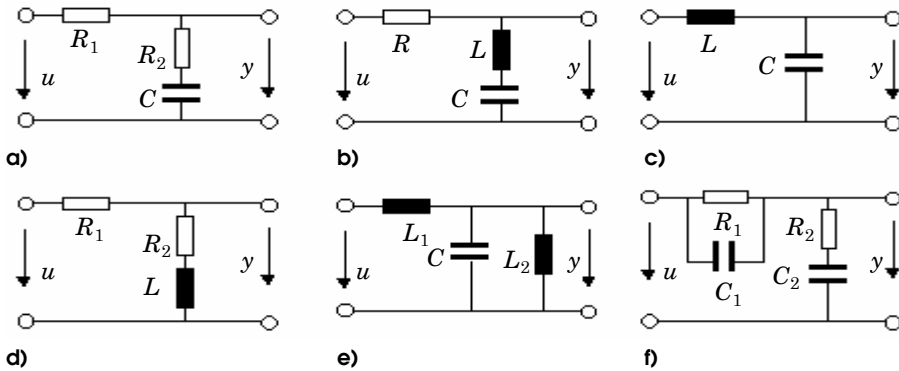 R₁
R₂
u
C
y
a)
R
L
u
C
y
b)
L
C
u
y
c)
R₁
R₂
u
L
y
d)
L₁
C
L₂
u
y
e)
R₁
R₂
u
C₁
C₂
y
f)